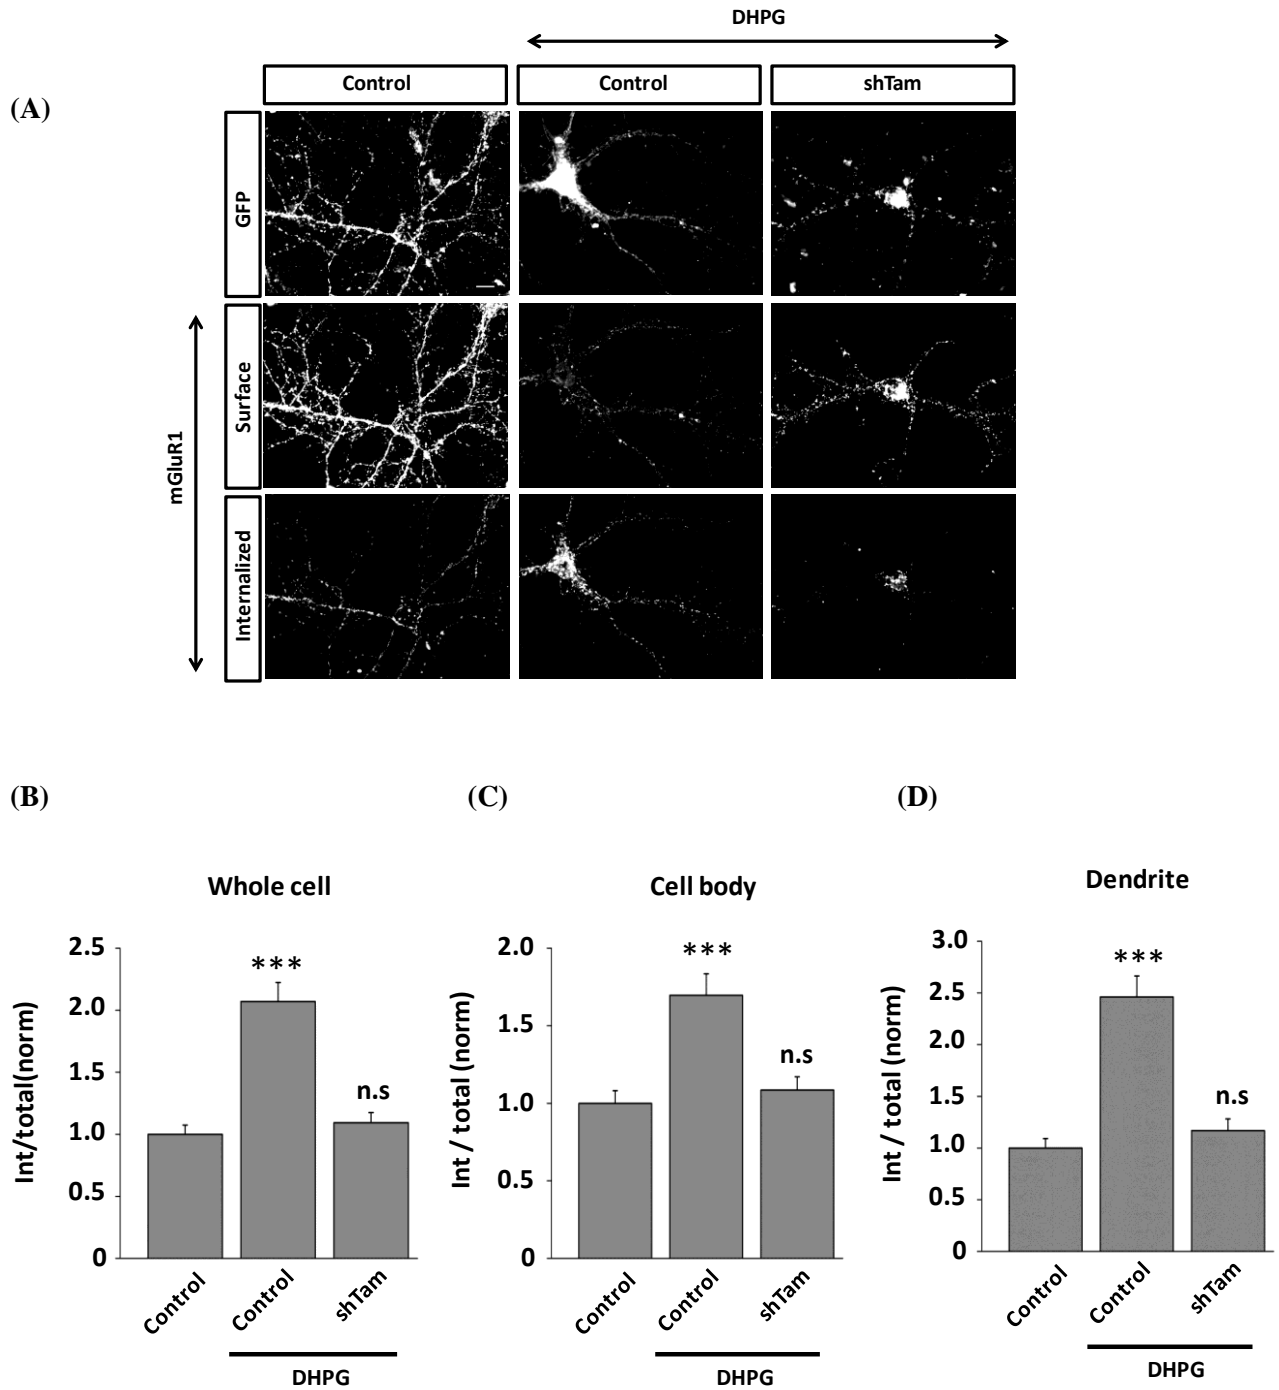 DHPG
Control
Control
shTam
(A)
GFP
Surface
mGluR1
Internalized
(B)
(C)
(D)
Whole cell
Int/total(norm)
2.5
2.0
1.5
1.0
0.5
0
***
n.s
Control
Control
shTam
DHPG
Cell body
Int / total (norm)
2.0
1.5
1.0
0.5
0
***
n.s
Control
Control
shTam
DHPG
Dendrite
Int / total (norm)
3.0
2.5
2.0
1.5
1.0
0.5
0
***
n.s
Control
Control
shTam
DHPG